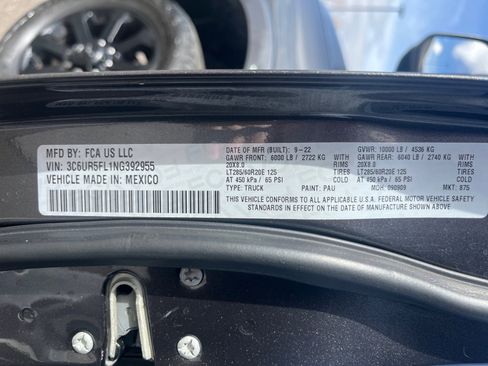 MFD BY: FCA US LLC
VIN: 3C6UR5FL1NG392955
VEHICLE MADE IN: MEXICO
DATE OF MFR (BUILT): 9-22 GVWR: 10000 LB / 4536 KG
GAWR FRONT: 6000 LB / 2722 KG WITH GAWR REAR: 6040 LB / 2740 KG WITH
20X8.0 RIMS 20X8.0 RIMS
LT285/60R20E 125 TIRES LT285/60R20E 125 TIRES
AT 450 kPa / 65 PSI COLD AT 450 kPa / 65 PSI COLD
TYPE: TRUCK PAINT: PAU MDH: 090809 MKT: 875
THIS VEHICLE CONFORMS TO ALL APPLICABLE U.S.A. FEDERAL MOTOR VEHICLE SAFETY
STANDARDS IN EFFECT ON THE DATE OF MANUFACTURE SHOWN ABOVE